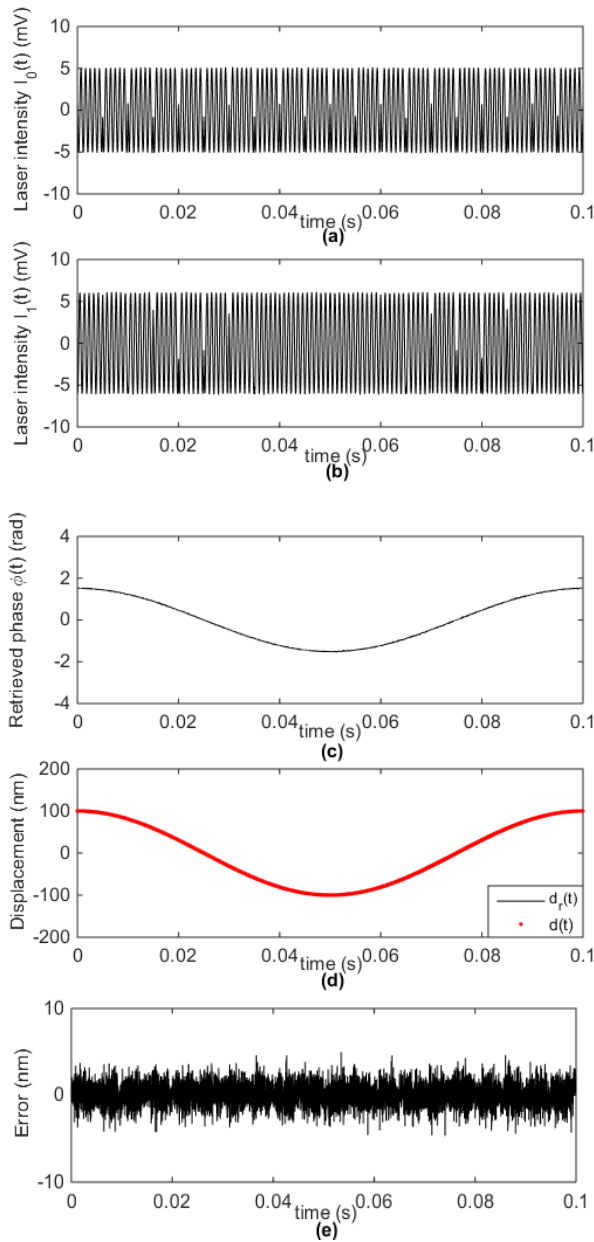 Laser intensity I_0(t) (mV)
10
5
0
-5
-10
0 0.02 0.04 0.06 0.08 0.1
time (s)
(a)
Laser intensity I_1(t) (mV)
10
5
0
-5
-10
0 0.02 0.04 0.06 0.08 0.1
time (s)
(b)
Retrieved phase ϕ(t) (rad)
4
2
0
-2
-4
0 0.02 0.04 0.06 0.08 0.1
time (s)
(c)
Displacement (nm)
200
100
0
-100
-200
d_r(t)
d(t)
0 0.02 0.04 0.06 0.08 0.1
time (s)
(d)
Error (nm)
10
0
-10
0 0.02 0.04 0.06 0.08 0.1
time (s)
(e)